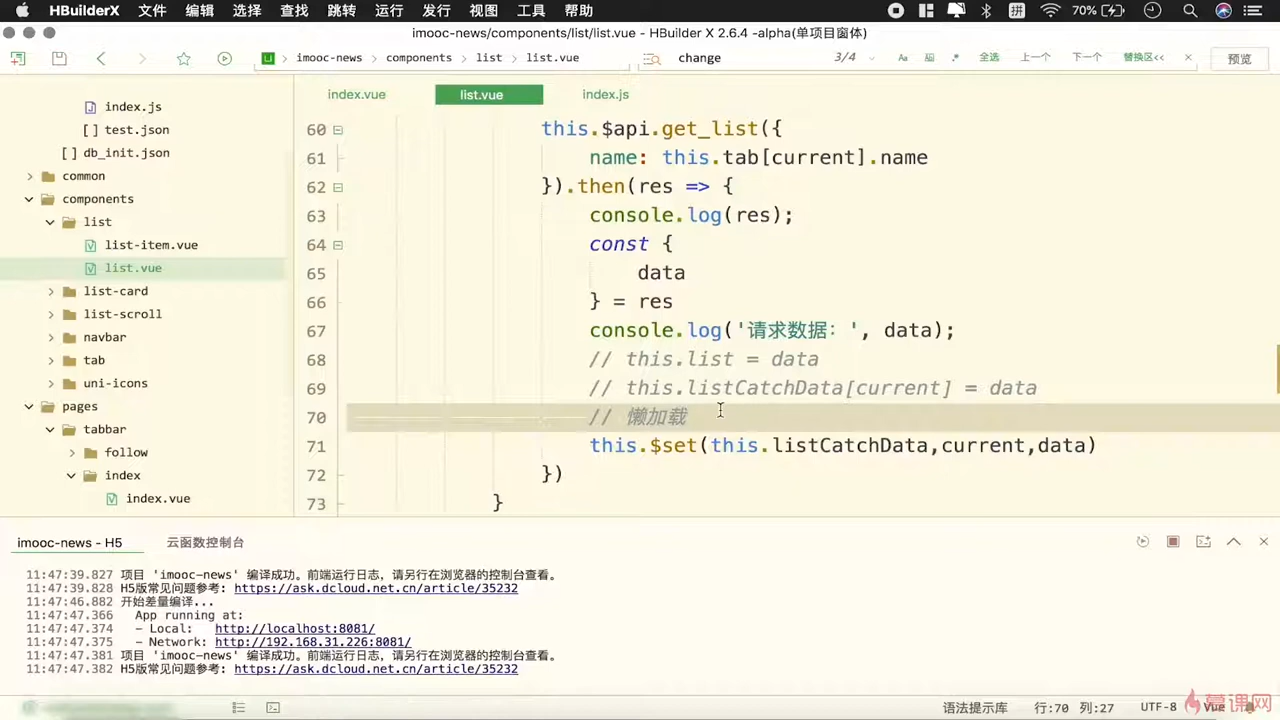 HBuilderX 文件 编辑 选择 查找 跳转 运行 发行 视图 工具 帮助 拼 70%
imooc-news/components/list/list.vue - HBuilder X 2.6.4 -alpha(单项目窗体)
imooc-news components list list.vue change 3/4 Aa 全选 上一个 下一个 替换区<< 预览
index.vue list.vue index.js
index.js
[ ] test.json
[ ] db_init.json
common
components
list
list-item.vue
list.vue
list-card
list-scroll
navbar
tab
uni-icons
pages
tabbar
follow
index
index.vue
60 this.$api.get_list({
61 name: this.tab[current].name
62 }).then(res => {
63 console.log(res);
64 const {
65 data
66 } = res
67 console.log('请求数据：', data);
68 // this.list = data
69 // this.listCatchData[current] = data
70 // 懒加载
71 this.$set(this.listCatchData,current,data)
72 })
73 }
imooc-news - H5 云函数控制台
11:47:39.827 项目 'imooc-news' 编译成功。前端运行日志，请另行在浏览器的控制台查看。
11:47:39.828 H5版常见问题参考: https://ask.dcloud.net.cn/article/35232
11:47:46.882 开始差量编译...
11:47:47.366 App running at:
11:47:47.374 - Local: http://localhost:8081/
11:47:47.375 - Network: http://192.168.31.226:8081/
11:47:47.381 项目 'imooc-news' 编译成功。前端运行日志，请另行在浏览器的控制台查看。
11:47:47.382 H5版常见问题参考: https://ask.dcloud.net.cn/article/35232
语法提示库 行:70 列:27 UTF-8 Vue
慕课网